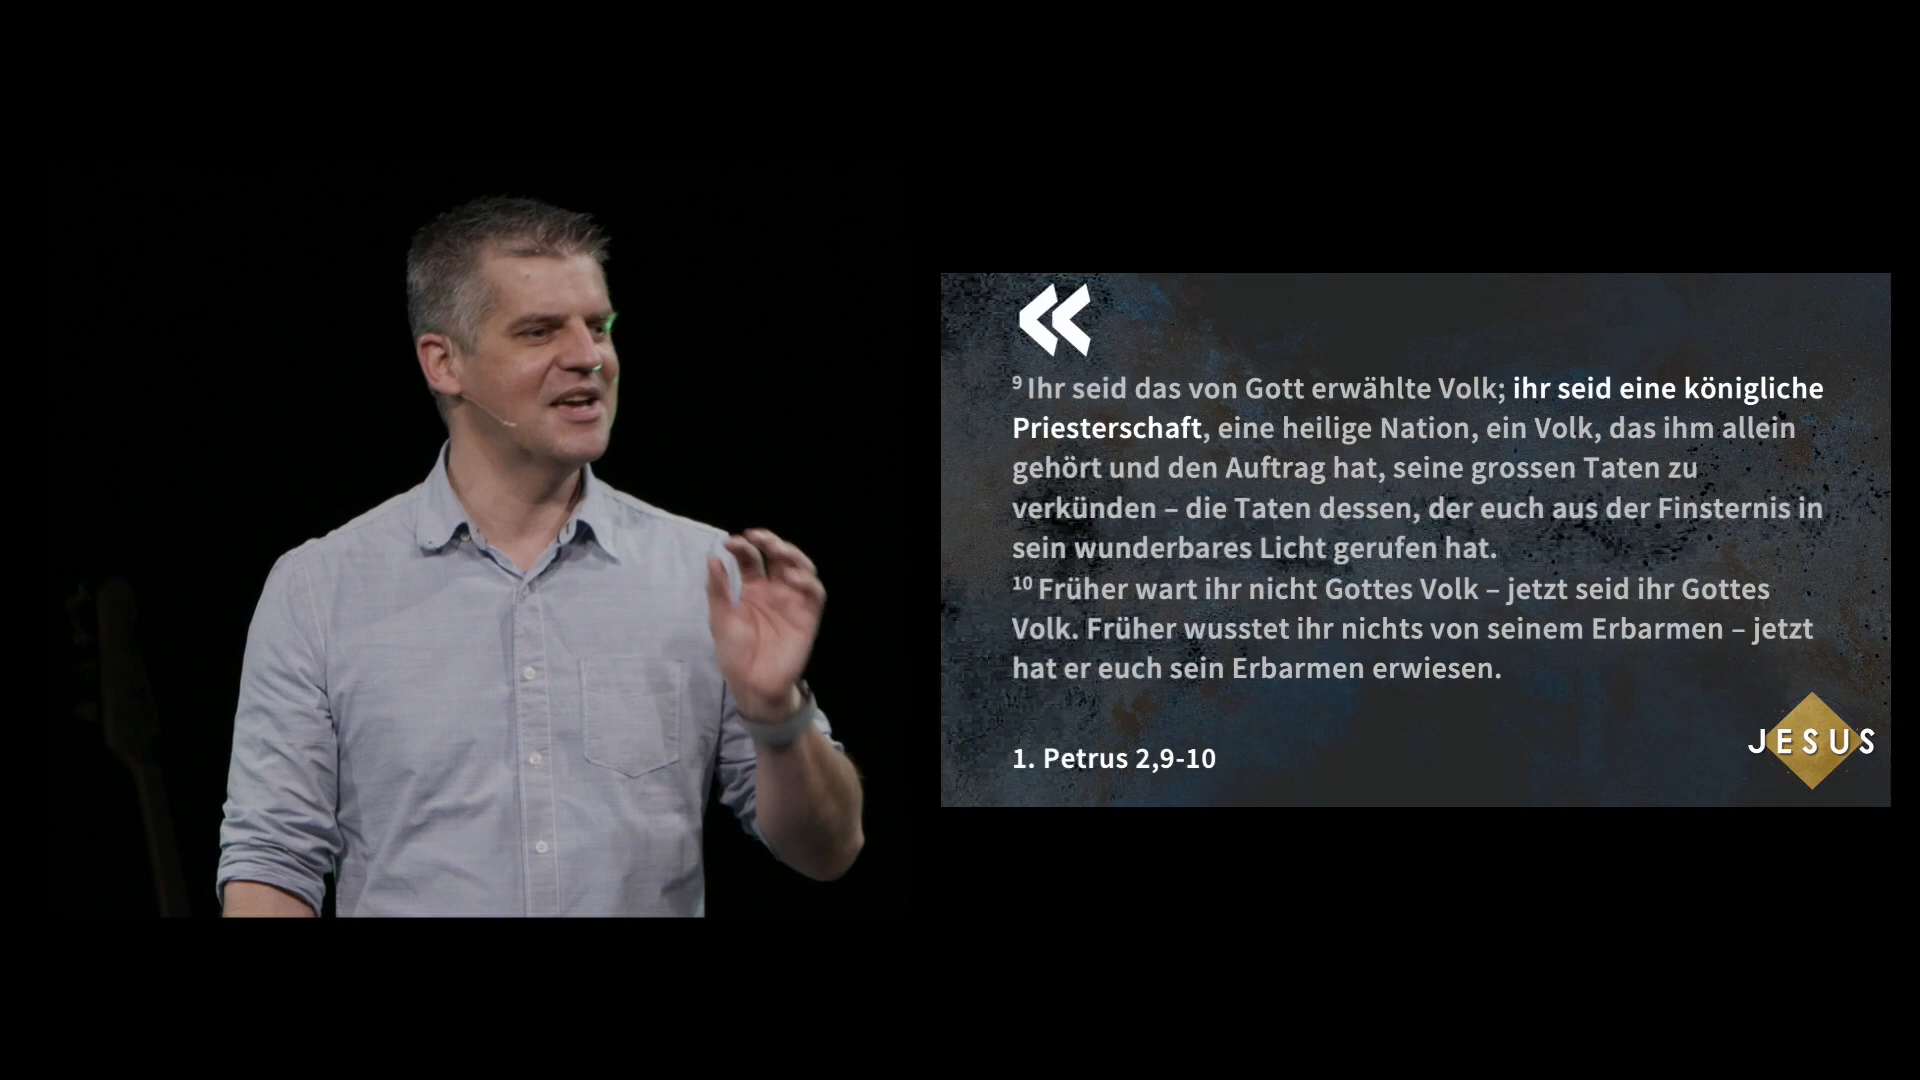 «
⁹ Ihr seid das von Gott erwählte Volk; ihr seid eine königliche
Priesterschaft, eine heilige Nation, ein Volk, das ihm allein
gehört und den Auftrag hat, seine grossen Taten zu
verkünden – die Taten dessen, der euch aus der Finsternis in
sein wunderbares Licht gerufen hat.
¹⁰ Früher wart ihr nicht Gottes Volk – jetzt seid ihr Gottes
Volk. Früher wusstet ihr nichts von seinem Erbarmen – jetzt
hat er euch sein Erbarmen erwiesen.
1. Petrus 2,9-10
JESUS